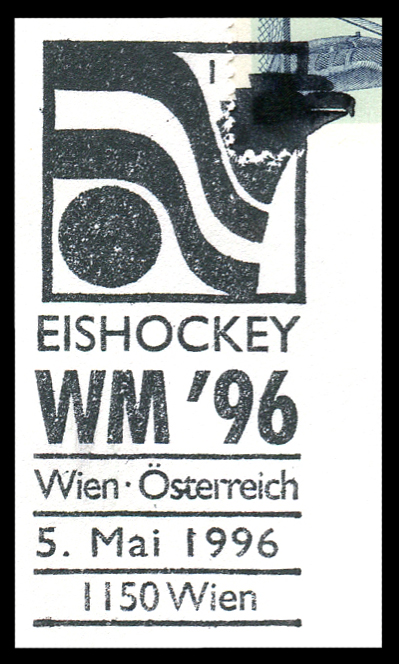 EISHOCKEY
WM '96
Wien · Österreich
5. Mai 1996
1150 Wien